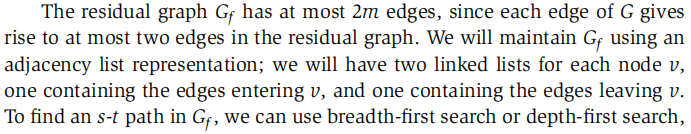 The residual graph Gf has at most 2m edges, since each edge of G gives
rise to at most two edges in the residual graph. We will maintain Gf using an
adjacency list representation; we will have two linked lists for each node v,
one containing the edges entering v, and one containing the edges leaving v.
To find an s-t path in Gf, we can use breadth-first search or depth-first search,